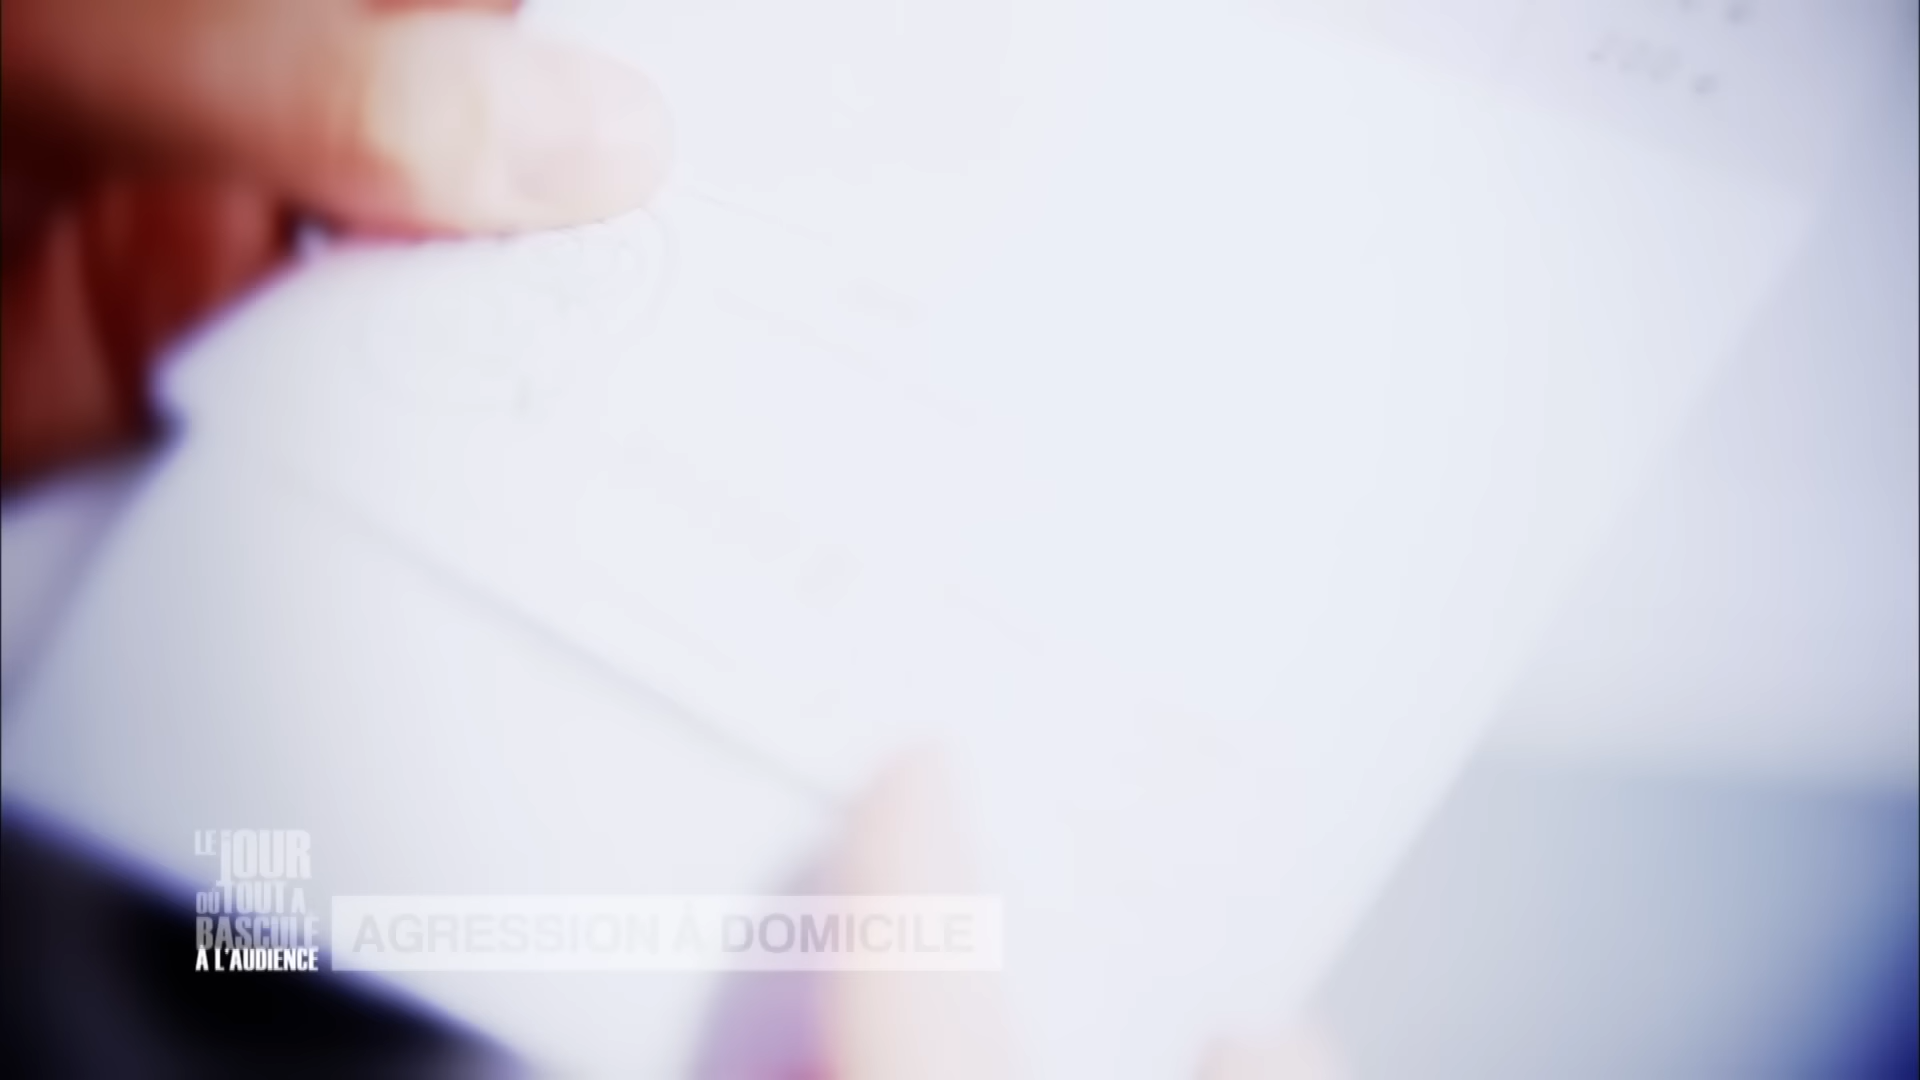 LE JOUR
OÙ TOUT A
BASCULÉ
À L'AUDIENCE
AGRESSION À DOMICILE